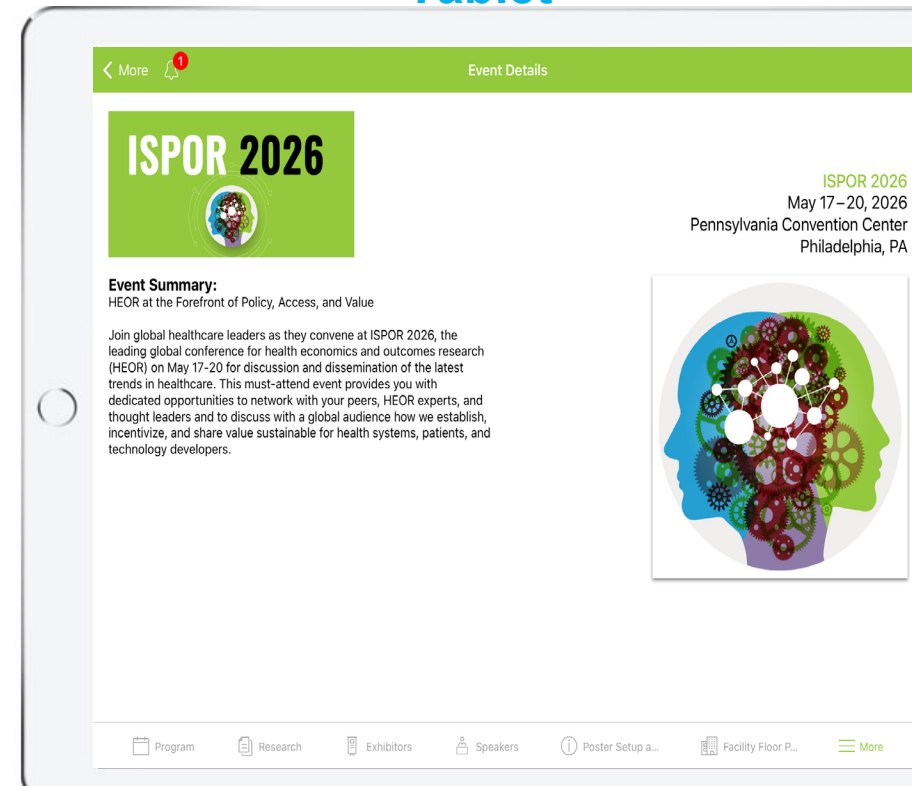 Tablet
More
1
Event Details
ISPOR 2026
ISPOR 2026
May 17–20, 2026
Pennsylvania Convention Center
Philadelphia, PA
Event Summary:
HEOR at the Forefront of Policy, Access, and Value
Join global healthcare leaders as they convene at ISPOR 2026, the
leading global conference for health economics and outcomes research
(HEOR) on May 17-20 for discussion and dissemination of the latest
trends in healthcare. This must-attend event provides you with
dedicated opportunities to network with your peers, HEOR experts, and
thought leaders and to discuss with a global audience how we establish,
incentivize, and share value sustainable for health systems, patients, and
technology developers.
Program
Research
Exhibitors
Speakers
Poster Setup a...
Facility Floor P...
More